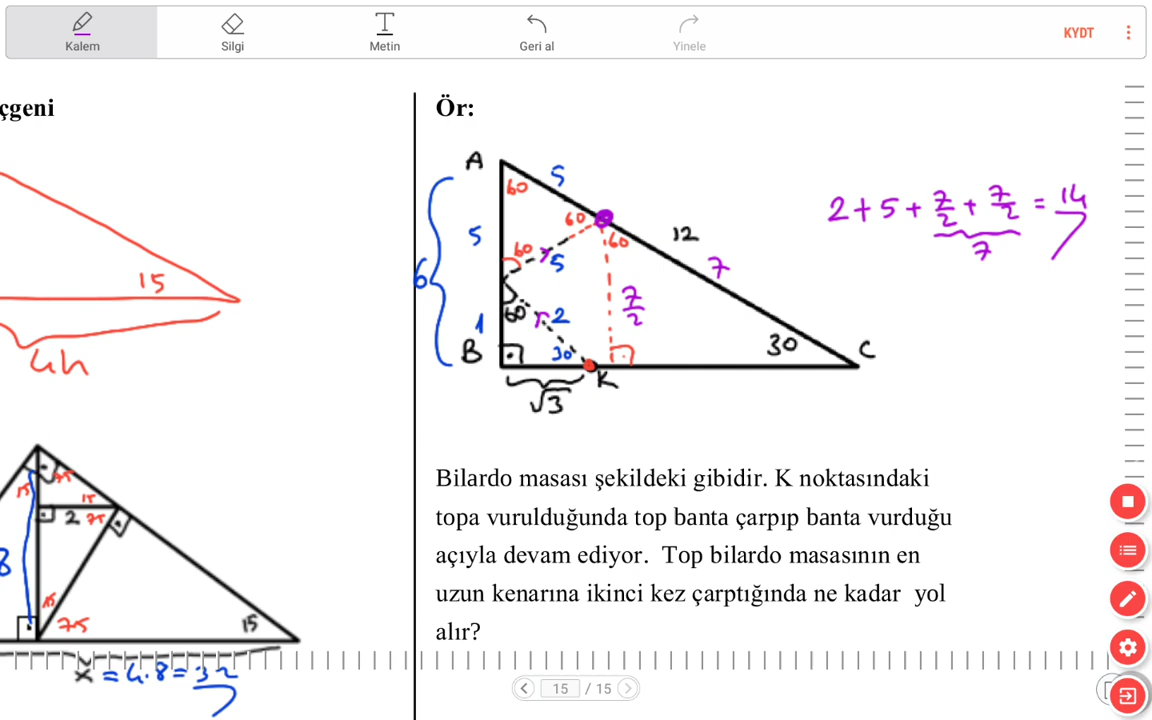 Kalem
Silgi
Metin
Geri al
Yinele
KYDT
çgeni
15
4h
15
15
2
75
8
15
75
15
x = 4.8 = 32
Ör:
A
5
60
60
5
60
5
60
12
7
6
7/2
1
60
2
30
B
K
30
C
√3
2 + 5 + 7/2 + 7/2 = 14
7
Bilardo masası şekildeki gibidir. K noktasındaki
topa vurulduğunda top banta çarpıp banta vurduğu
açıyla devam ediyor. Top bilardo masasının en
uzun kenarına ikinci kez çarptığında ne kadar yol
alır?
15 / 15